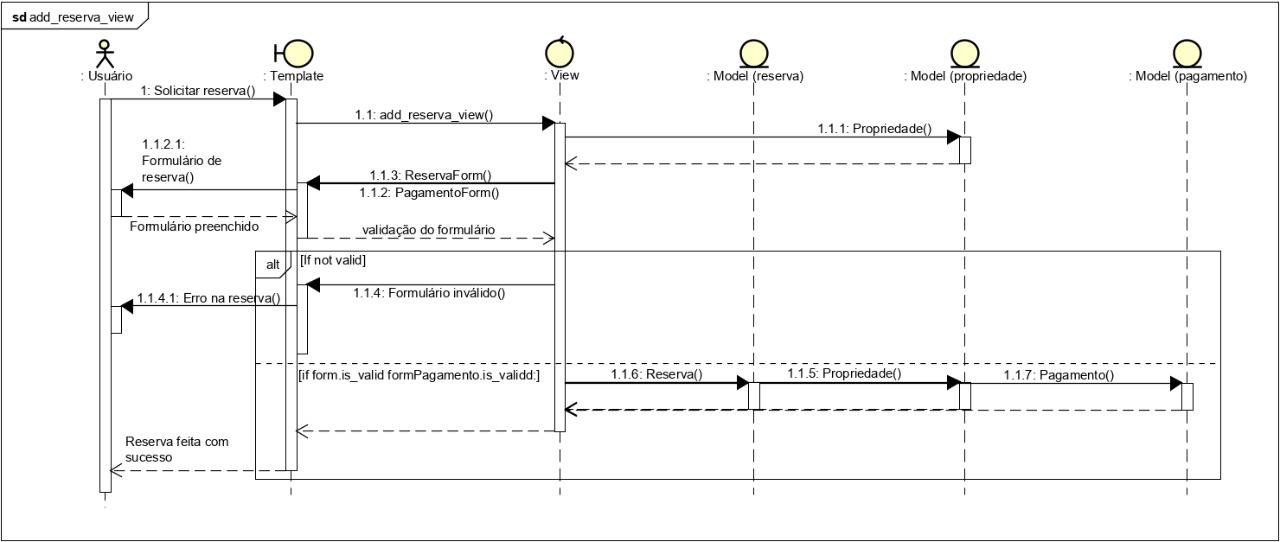 sd add_reserva_view
: Usuário
: Template
: View
: Model (reserva)
: Model (propriedade)
: Model (pagamento)
1: Solicitar reserva()
1.1: add_reserva_view()
1.1.1: Propriedade()
1.1.2.1:
Formulário de
reserva()
1.1.3: ReservaForm()
1.1.2: PagamentoForm()
Formulário preenchido
validação do formulário
alt
[If not valid]
1.1.4: Formulário inválido()
1.1.4.1: Erro na reserva()
[if form.is_valid formPagamento.is_validd:]
1.1.6: Reserva()
1.1.5: Propriedade()
1.1.7: Pagamento()
Reserva feita com
sucesso